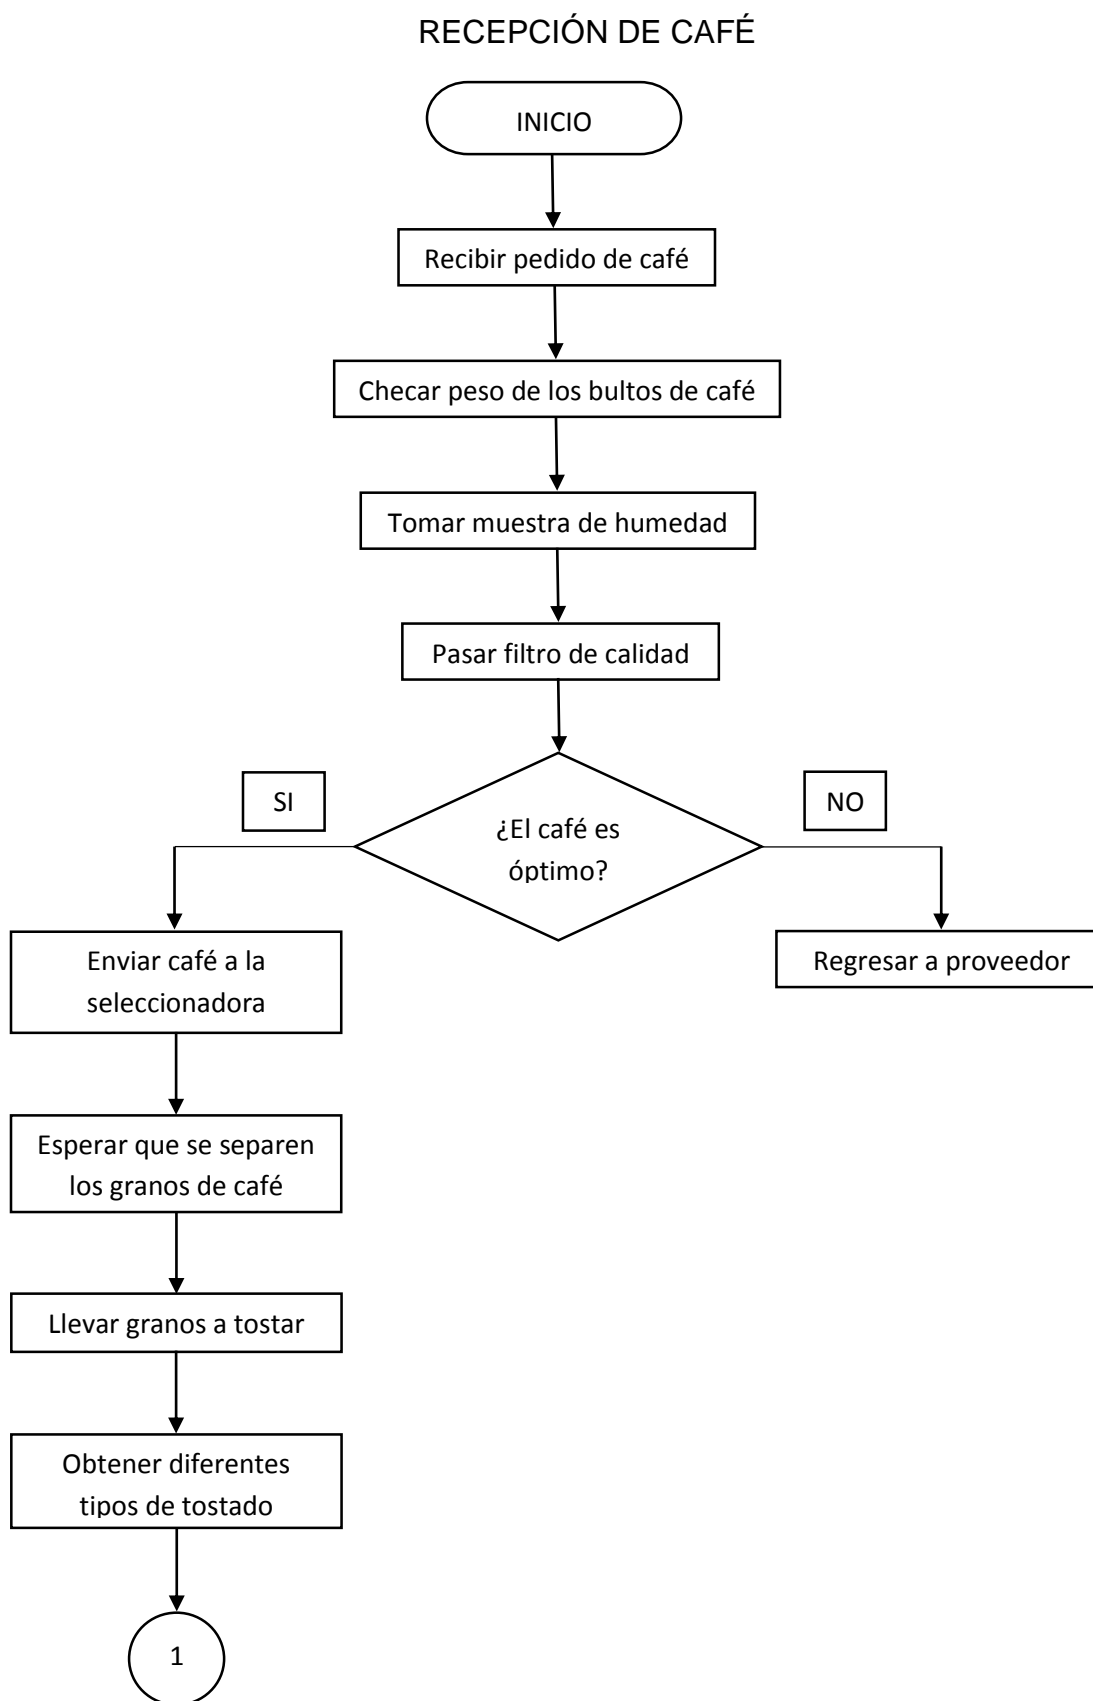 RECEPCIÓN DE CAFÉ
INICIO
Recibir pedido de café
Checar peso de los bultos de café
Tomar muestra de humedad
Pasar filtro de calidad
SI
NO
¿El café es
óptimo?
Enviar café a la
seleccionadora
Regresar a proveedor
Esperar que se separen
los granos de café
Llevar granos a tostar
Obtener diferentes
tipos de tostado
1